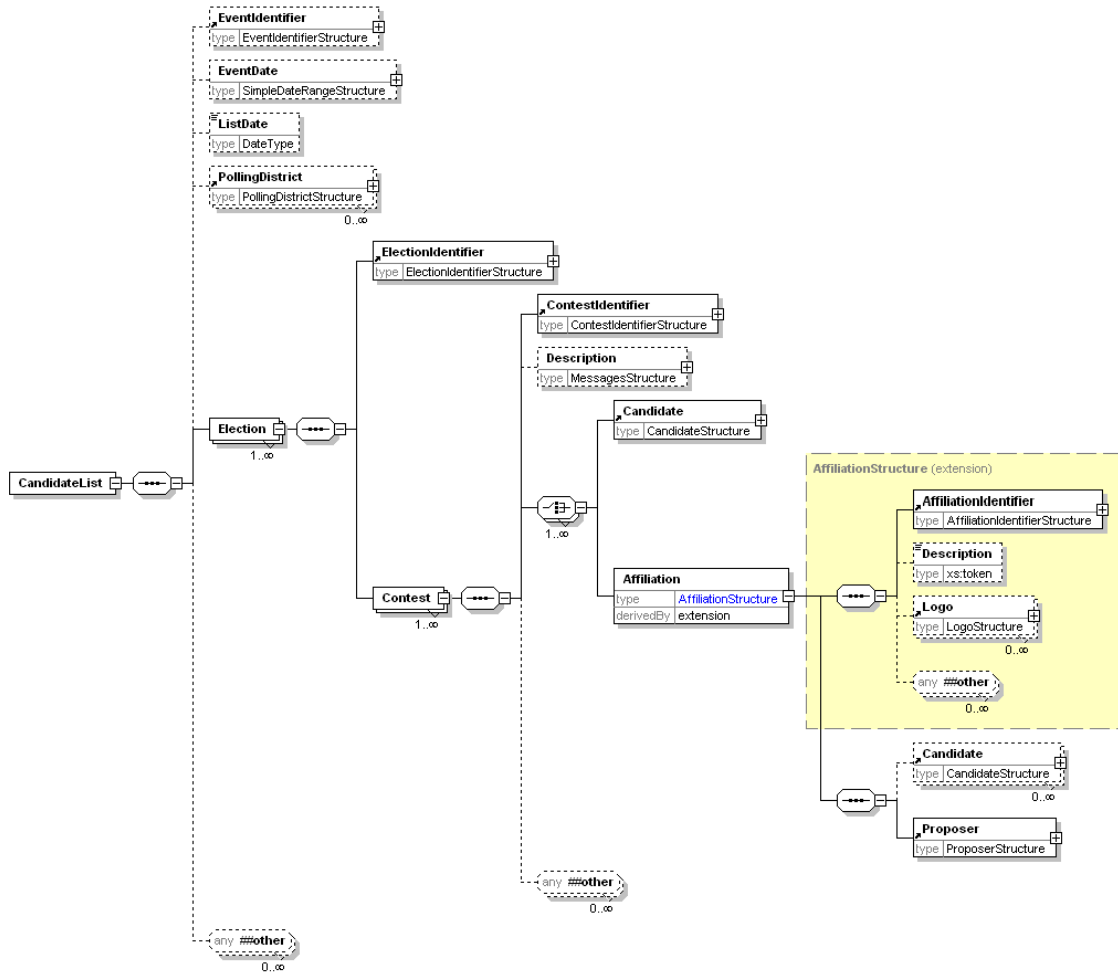 EventIdentifier
type EventIdentifierStructure
EventDate
type SimpleDateRangeStructure
ListDate
type DateType
PollingDistrict
type PollingDistrictStructure
0..∞
ElectionIdentifier
type ElectionIdentifierStructure
ContestIdentifier
type ContestIdentifierStructure
Description
type MessagesStructure
Candidate
type CandidateStructure
Election
1..∞
CandidateList
AffiliationStructure (extension)
AffiliationIdentifier
type AffiliationIdentifierStructure
1..∞
Description
type xs:token
Affiliation
type AffiliationStructure
derivedBy extension
Contest
1..∞
Logo
type LogoStructure
0..∞
any ##other
0..∞
Candidate
type CandidateStructure
0..∞
Proposer
type ProposerStructure
any ##other
0..∞
any ##other
0..∞